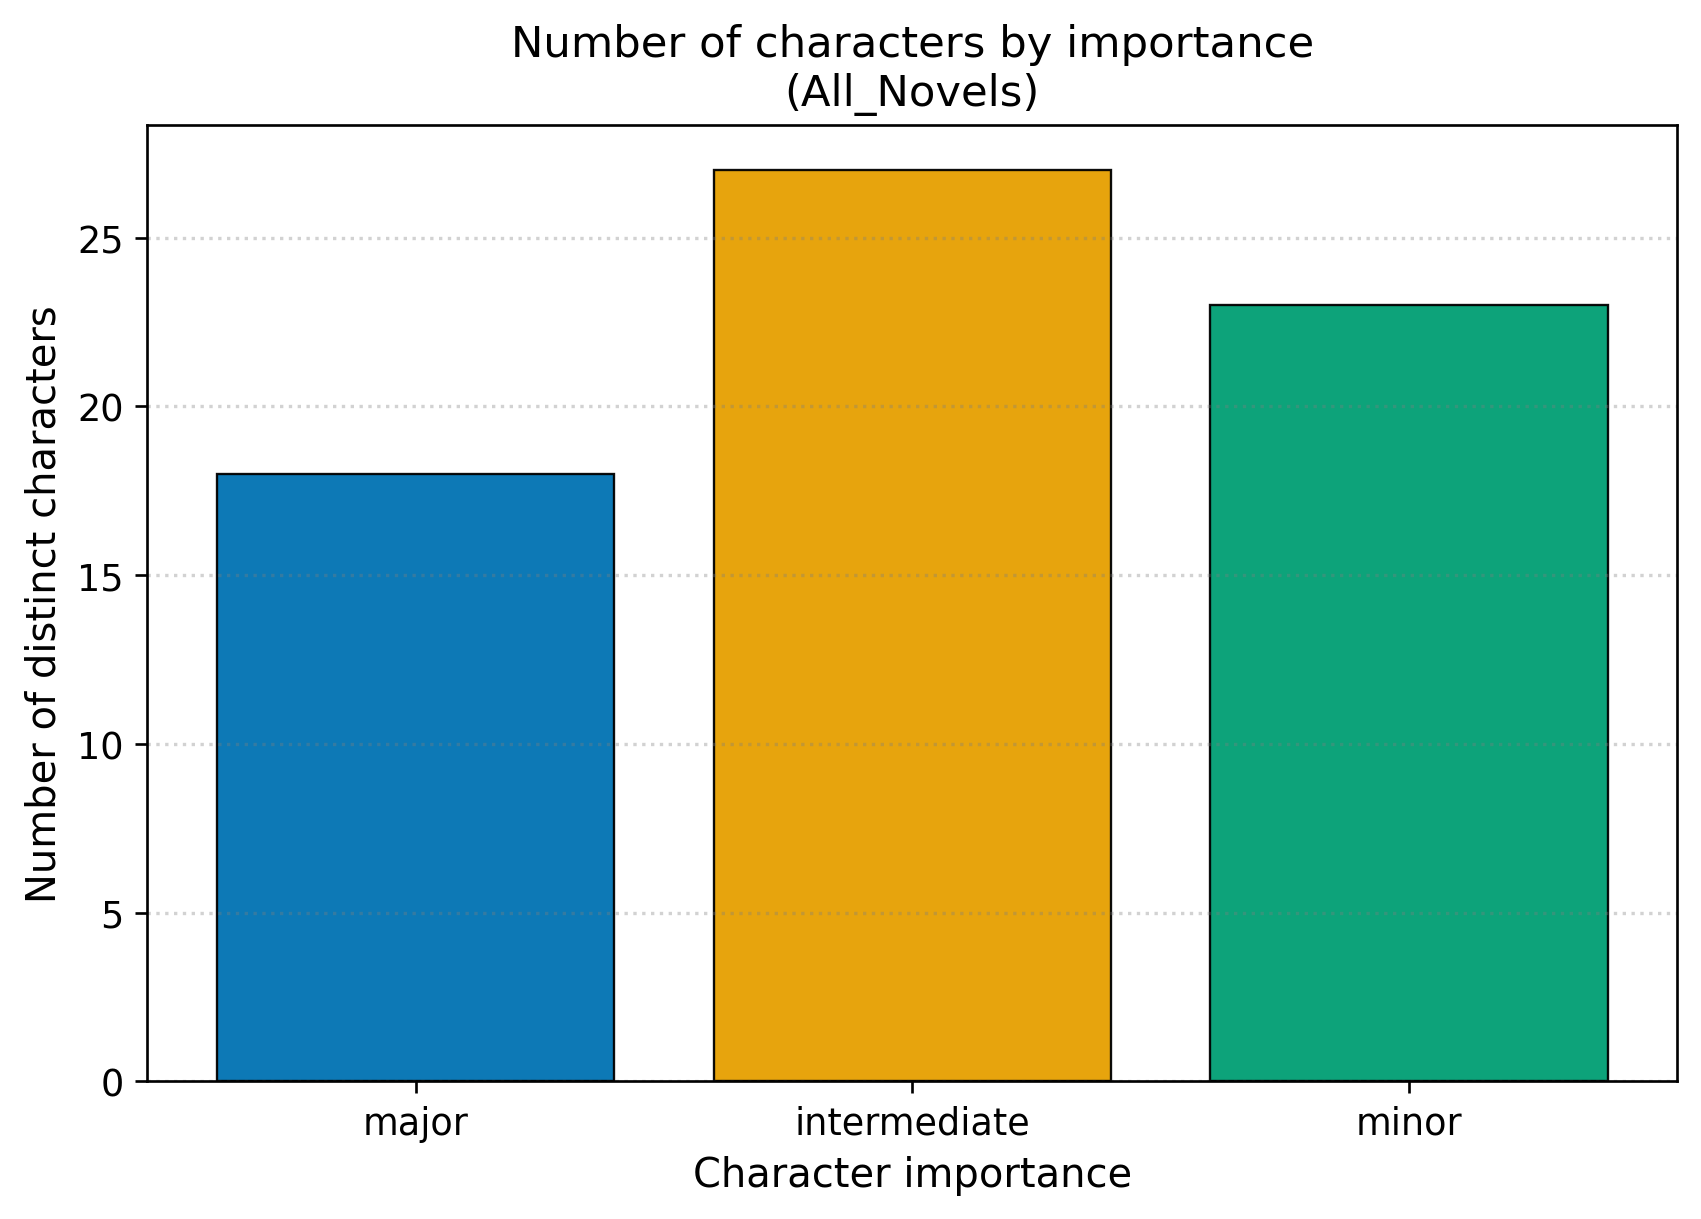 Number of characters by importance
(All_Novels)
Number of distinct characters
25
20
15
10
5
0
major
intermediate
minor
Character importance